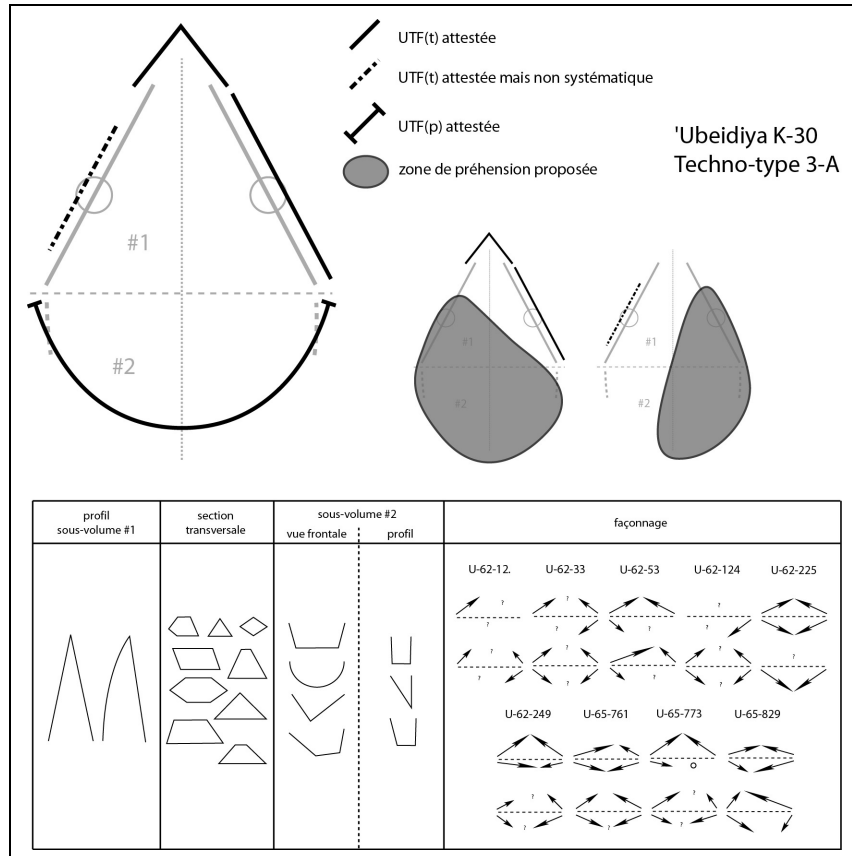 UTF(t) attestée
UTF(t) attestée mais non systématique
UTF(p) attestée
zone de préhension proposée
'Ubeidiya K-30
Techno-type 3-A
#1
#2
#1
#2
#1
#2
profil
sous-volume #1
section
transversale
sous-volume #2
vue frontale
profil
façonnage
U-62-12.
U-62-33
U-62-53
U-62-124
U-62-225
? ? ?
? ? ?
? ? ? ?
? ? ? ?
U-62-249
U-65-761
U-65-773
U-65-829
? ? ? ?
? ? ?